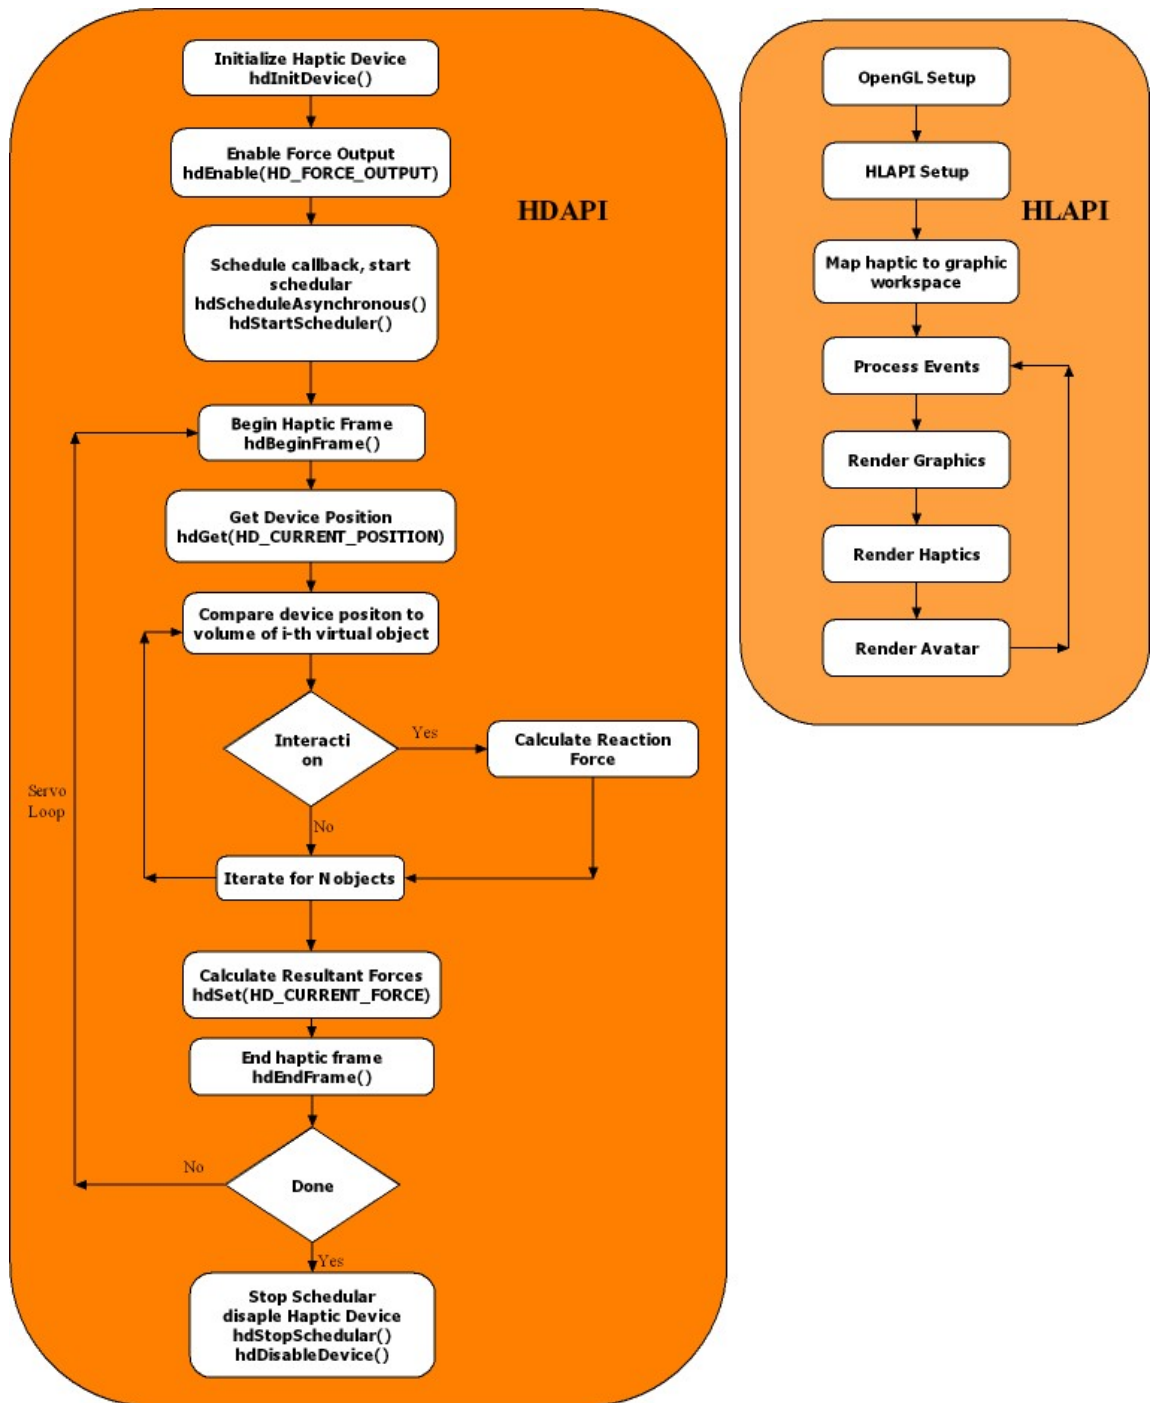 Initialize Haptic Device
hdInitDevice()
Enable Force Output
hdEnable(HD_FORCE_OUTPUT)
HDAPI
Schedule callback, start
schedular
hdScheduleAsynchronous()
hdStartScheduler()
Begin Haptic Frame
hdBeginFrame()
Get Device Position
hdGet(HD_CURRENT_POSITION)
Compare device positon to
volume of i-th virtual object
Interacti
on
Yes
Calculate Reaction
Force
No
Servo
Loop
Iterate for N objects
Calculate Resultant Forces
hdSet(HD_CURRENT_FORCE)
End haptic frame
hdEndFrame()
No
Done
Yes
Stop Schedular
disaple Haptic Device
hdStopSchedular()
hdDisableDevice()
OpenGL Setup
HLAPI Setup
HLAPI
Map haptic to graphic
workspace
Process Events
Render Graphics
Render Haptics
Render Avatar